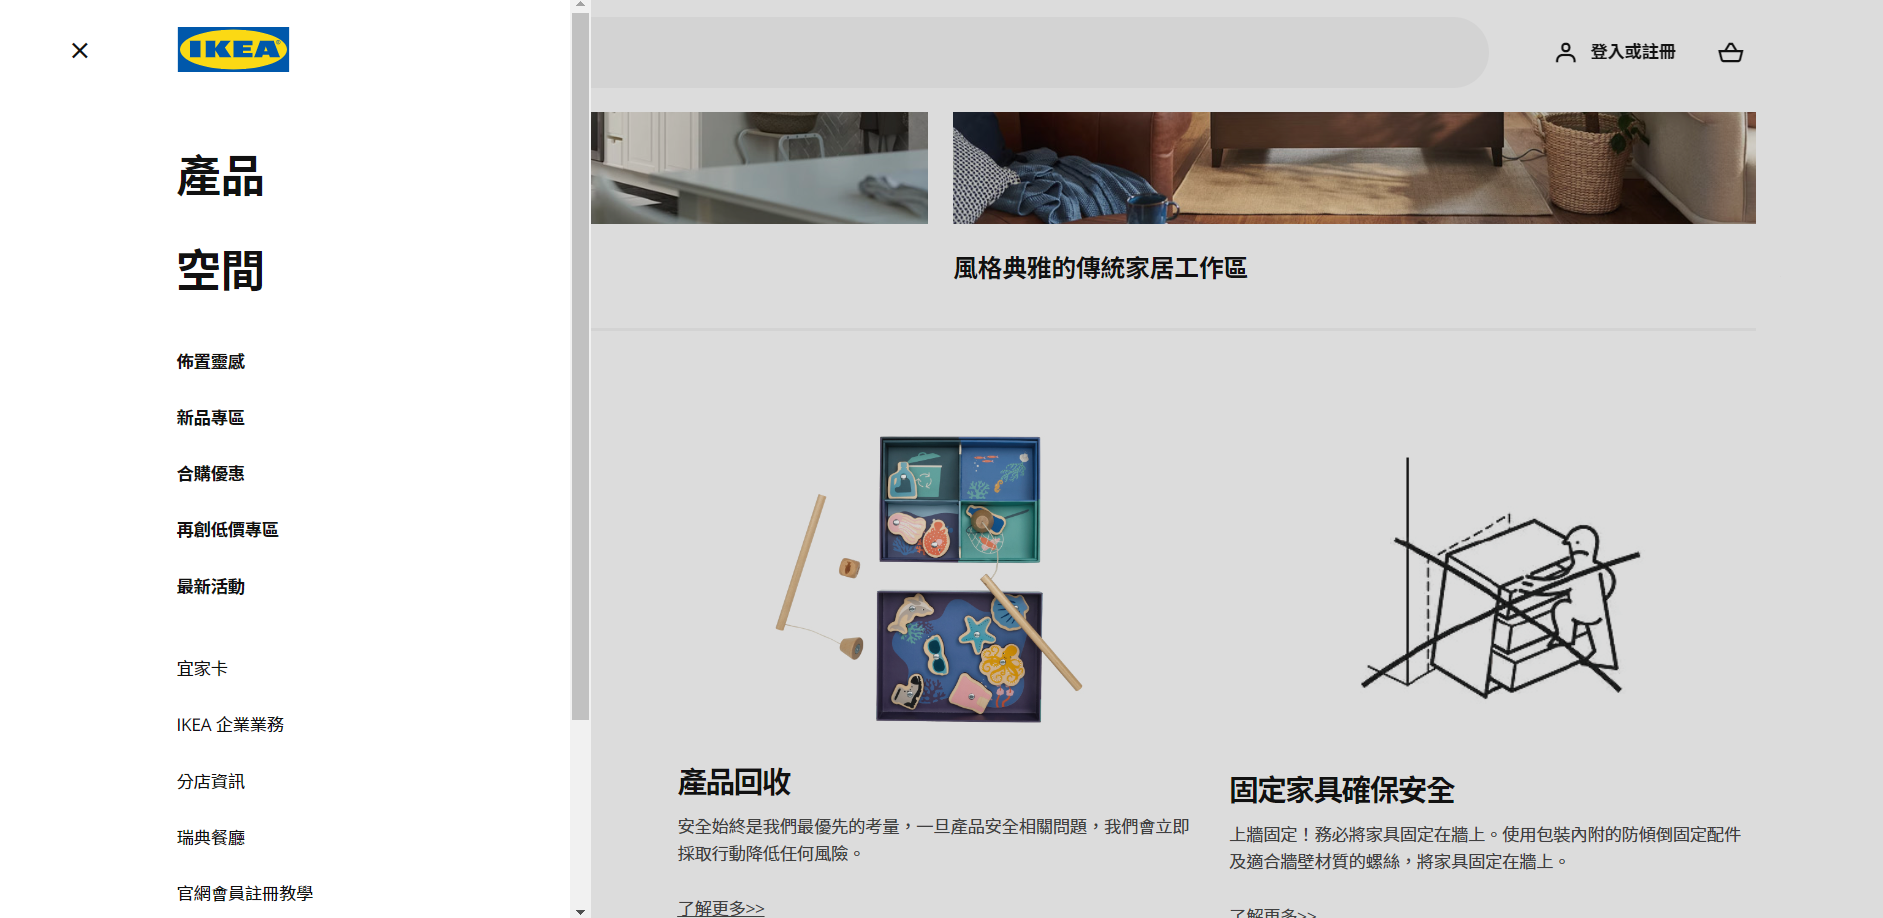 IKEA
登入或註冊
產品
空間
佈置靈感
新品專區
合購優惠
再創低價專區
最新活動
宜家卡
IKEA 企業業務
分店資訊
瑞典餐廳
官網會員註冊教學
風格典雅的傳統家居工作區
產品回收
安全始終是我們最優先的考量，一旦產品安全相關問題，我們會立即
採取行動降低任何風險。
了解更多>>
固定家具確保安全
上牆固定！務必將家具固定在牆上。使用包裝內附的防傾倒固定配件
及適合牆壁材質的螺絲，將家具固定在牆上。
了解更多>>